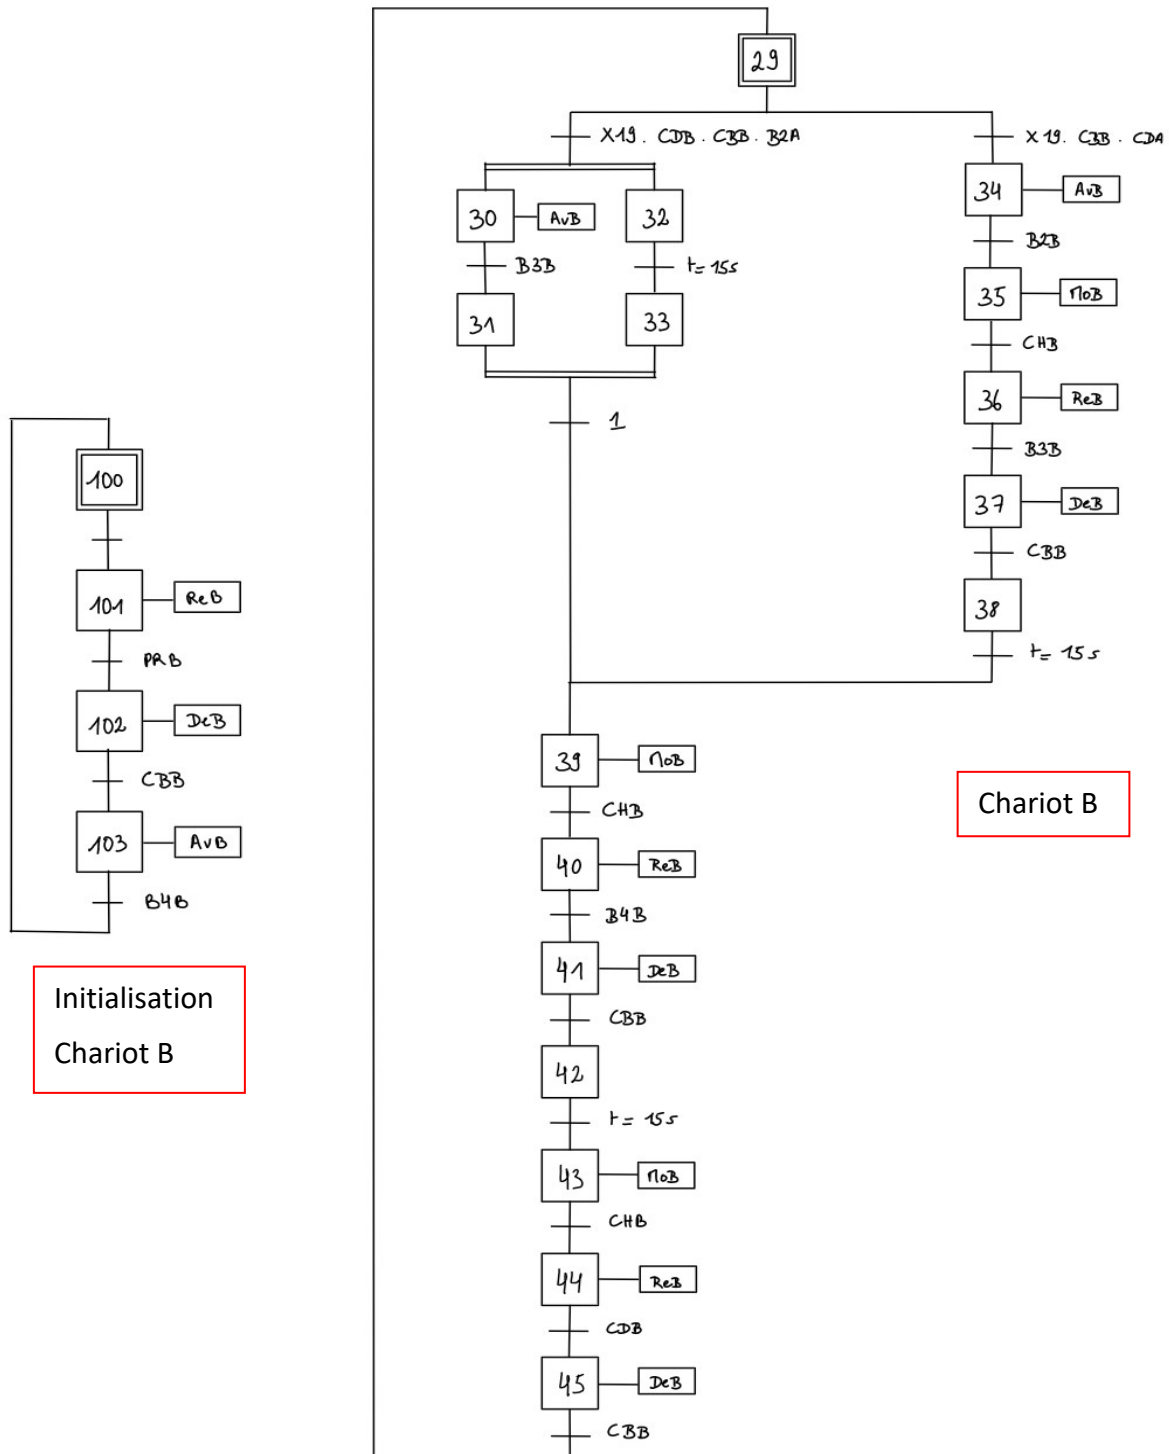 29
X19. CDB. CBB. B2A
X 19. CBB. CDA
30
AvB
32
34
AvB
B3B
t= 15s
B2B
31
33
35
MoB
CHB
1
36
ReB
B3B
37
DeB
CBB
38
t= 15s
100
101
ReB
PRB
102
DeB
CBB
103
AvB
B4B
Initialisation
Chariot B
39
MoB
CHB
Chariot B
40
ReB
B4B
41
DeB
CBB
42
t= 15s
43
MoB
CHB
44
ReB
CDB
45
DeB
CBB